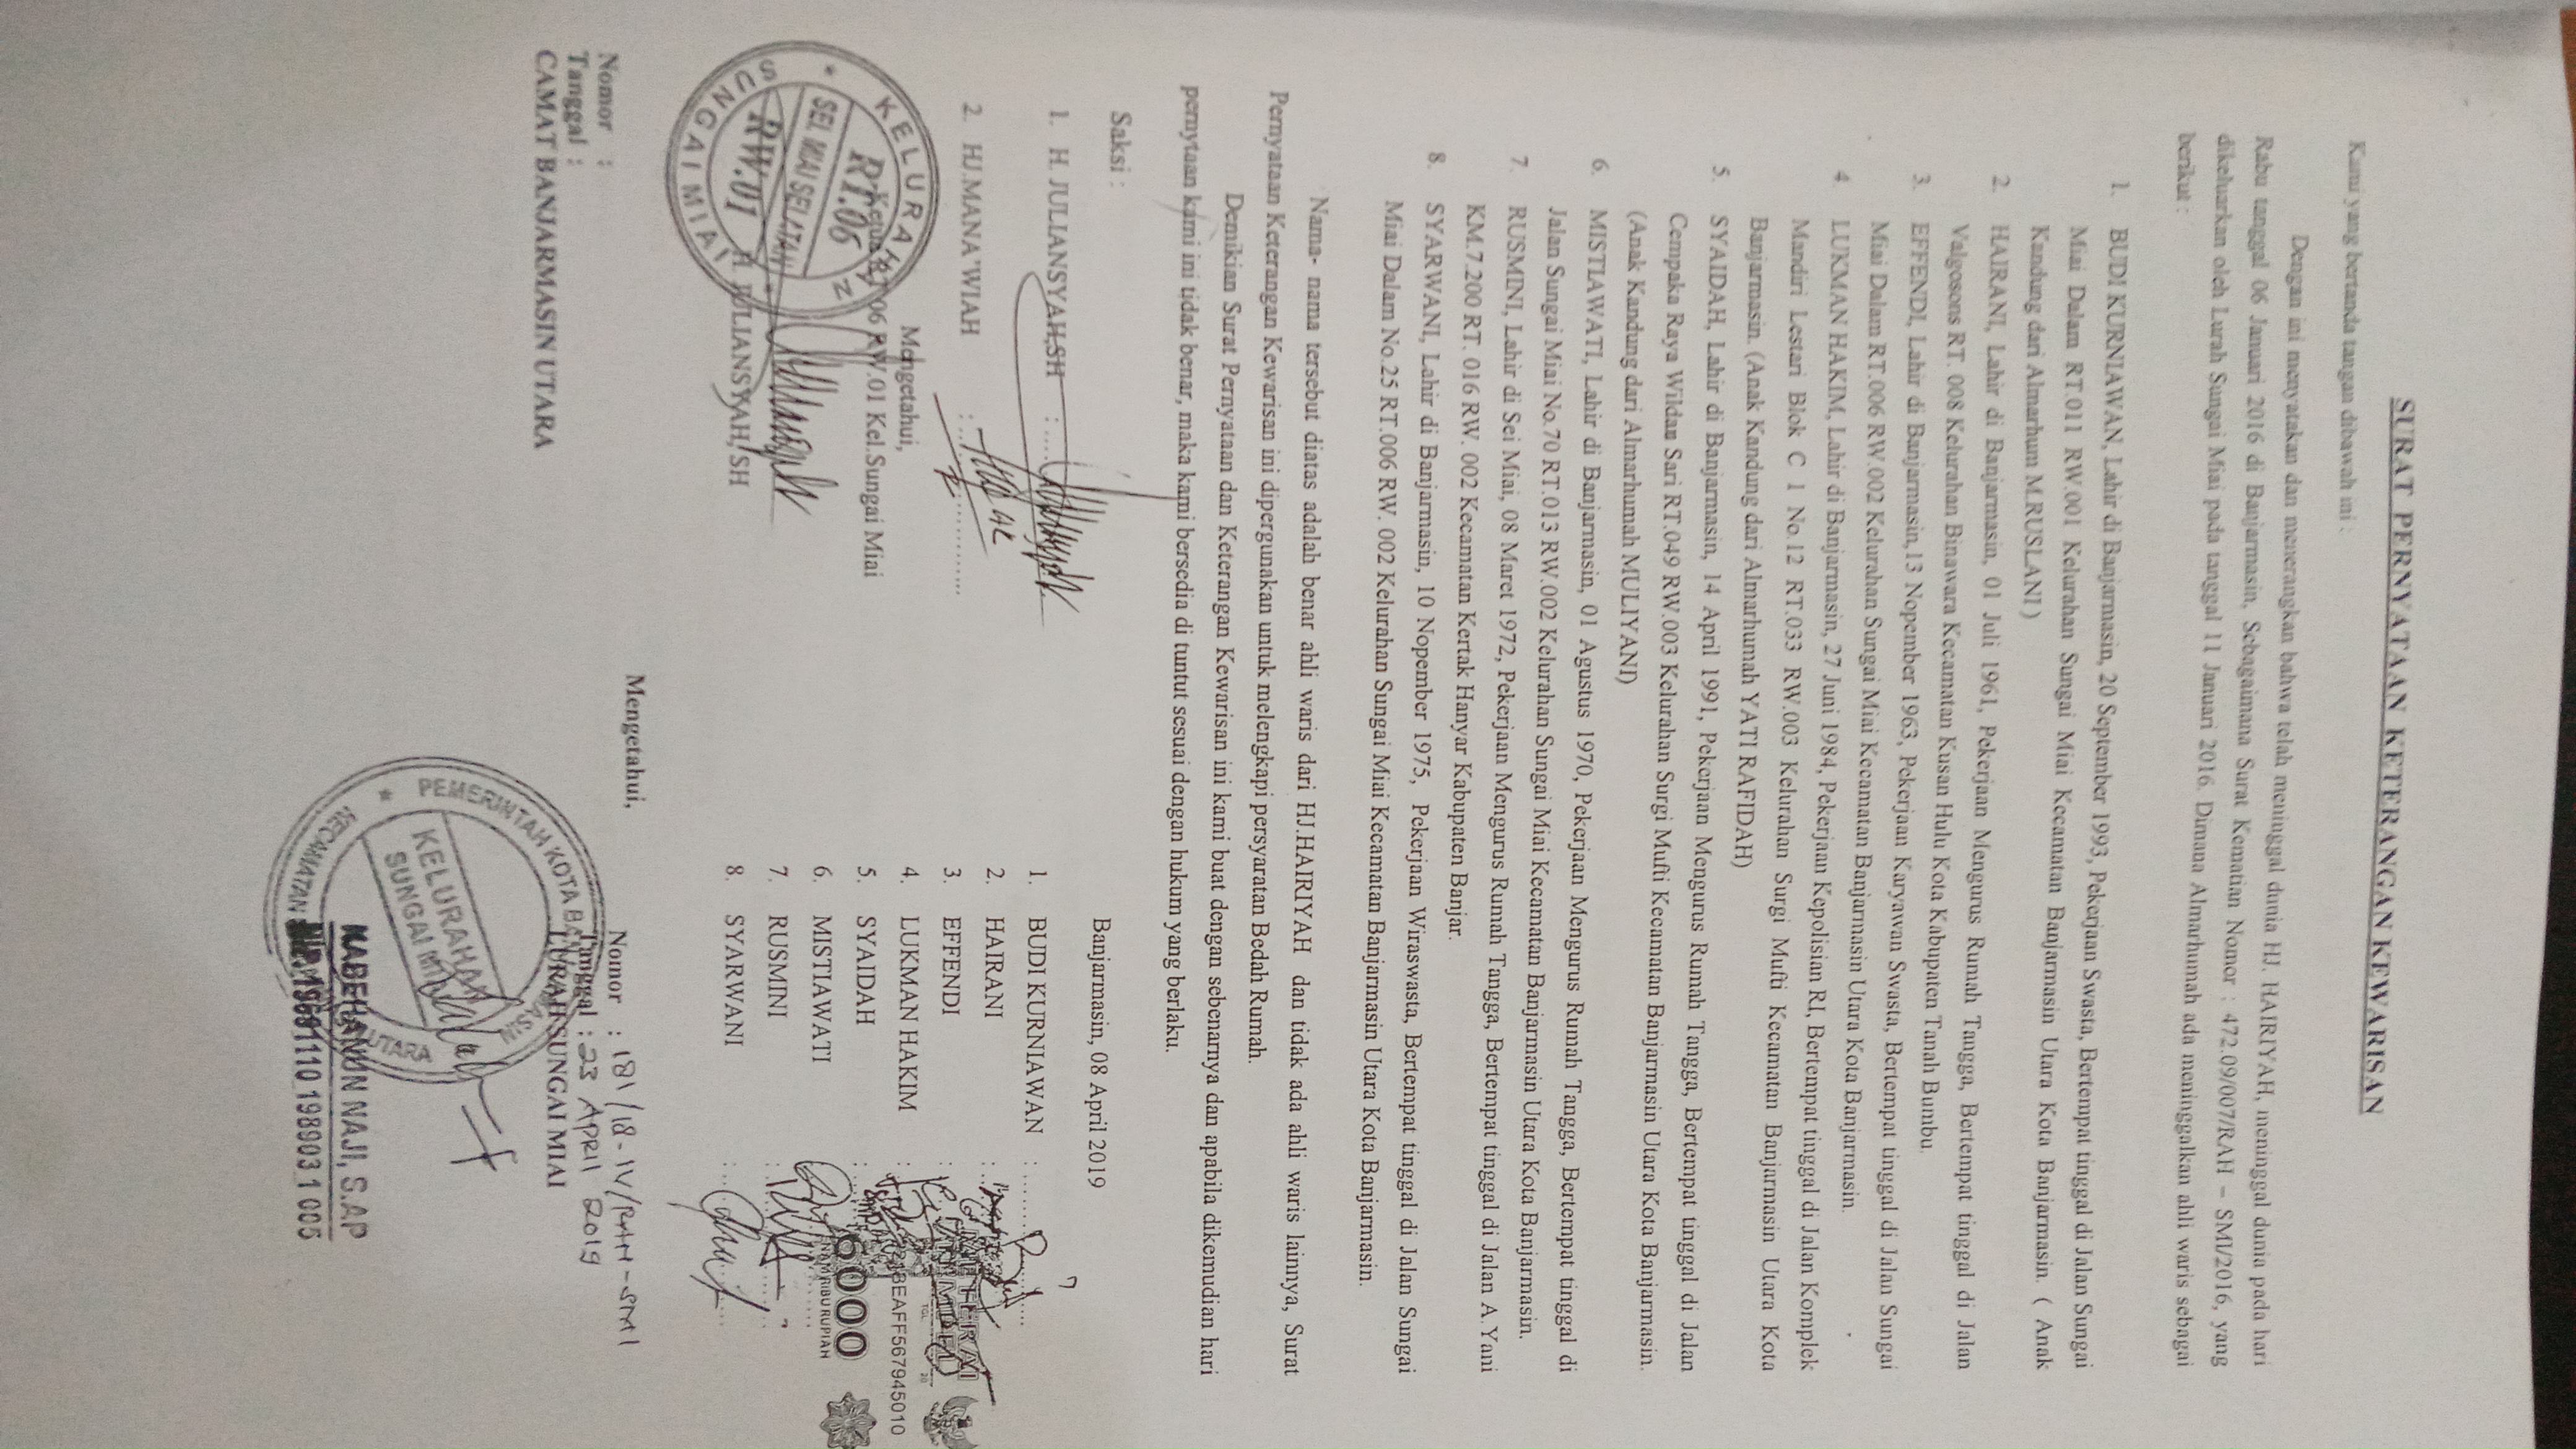 SURAT PERNYATAAN KETERANGAN KEWARISAN
Kami yang bertanda tangan dibawah ini :
Dengan ini menyatakan dan menerangkan bahwa telah meninggal dunia HJ. HAIRIYAH, meninggal dunia pada hari
Rabu tanggal 06 Januari 2016 di Banjarmasin, Sebagaimana Surat Kematian Nomor : 472.09/007/RAH – SMI/2016, yang
dikeluarkan oleh Lurah Sungai Miai pada tanggal 11 Januari 2016. Dimana Almarhumah ada meninggalkan ahli waris sebagai
berikut :
1. BUDI KURNIAWAN, Lahir di Banjarmasin, 20 September 1993, Pekerjaan Swasta, Bertempat tinggal di Jalan Sungai
Miai Dalam RT.011 RW.001 Kelurahan Sungai Miai Kecamatan Banjarmasin Utara Kota Banjarmasin. ( Anak
Kandung dari Almarhum M.RUSLANI )
2. HAIRANI, Lahir di Banjarmasin, 01 Juli 1961, Pekerjaan Mengurus Rumah Tangga, Bertempat tinggal di Jalan
Valgosons RT. 008 Kelurahan Binawara Kecamatan Kusan Hulu Kota Kabupaten Tanah Bumbu.
3. EFFENDI, Lahir di Banjarmasin,13 Nopember 1963, Pekerjaan Karyawan Swasta, Bertempat tinggal di Jalan Sungai
Miai Dalam RT.006 RW.002 Kelurahan Sungai Miai Kecamatan Banjarmasin Utara Kota Banjarmasin.
4. LUKMAN HAKIM, Lahir di Banjarmasin, 27 Juni 1984, Pekerjaan Kepolisian RI, Bertempat tinggal di Jalan Komplek
Mandiri Lestari Blok C 1 No.12 RT.033 RW.003 Kelurahan Surgi Mufti Kecamatan Banjarmasin Utara Kota
Banjarmasin. (Anak Kandung dari Almarhumah YATI RAFIDAH)
5. SYAIDAH, Lahir di Banjarmasin, 14 April 1991, Pekerjaan Mengurus Rumah Tangga, Bertempat tinggal di Jalan
Cempaka Raya Wildan Sari RT.049 RW.003 Kelurahan Surgi Mufti Kecamatan Banjarmasin Utara Kota Banjarmasin.
(Anak Kandung dari Almarhumah MULIYANI)
6. MISTIAWATI, Lahir di Banjarmasin, 01 Agustus 1970, Pekerjaan Mengurus Rumah Tangga, Bertempat tinggal di
Jalan Sungai Miai No.70 RT.013 RW.002 Kelurahan Sungai Miai Kecamatan Banjarmasin Utara Kota Banjarmasin.
7. RUSMINI, Lahir di Sei Miai, 08 Maret 1972, Pekerjaan Mengurus Rumah Tangga, Bertempat tinggal di Jalan A.Yani
KM.7.200 RT. 016 RW. 002 Kecamatan Kertak Hanyar Kabupaten Banjar.
8. SYARWANI, Lahir di Banjarmasin, 10 Nopember 1975, Pekerjaan Wiraswasta, Bertempat tinggal di Jalan Sungai
Miai Dalam No.25 RT.006 RW. 002 Kelurahan Sungai Miai Kecamatan Banjarmasin Utara Kota Banjarmasin.
Nama- nama tersebut diatas adalah benar ahli waris dari HJ.HAIRIYAH dan tidak ada ahli waris lainnya, Surat
Pernyataan Keterangan Kewarisan ini dipergunakan untuk melengkapi persyaratan Bedah Rumah.
Demikian Surat Pernyataan dan Keterangan Kewarisan ini kami buat dengan sebenarnya dan apabila dikemudian hari
pernytaan kami ini tidak benar, maka kami bersedia di tuntut sesuai dengan hukum yang berlaku.
Banjarmasin, 08 April 2019
Saksi :
1. H. JULIANSYAH,SH :
2. HJ.MANA'WIAH :
1. BUDI KURNIAWAN :
2. HAIRANI :
3. EFFENDI :
4. LUKMAN HAKIM :
5. SYAIDAH :
6. MISTIAWATI :
7. RUSMINI :
8. SYARWANI :
METERAI
TEMPEL
TGL. 20
BEAFF567945010
6000
ENAM RIBU RUPIAH
Mengetahui,
Ketua RT 06 RW.01 Kel.Sungai Miai
KELURAHAN
RT.06
SEI MIAI SELATAN
RW.01
SUNGAI MIAI
H JULIANSYAH, SH
Mengetahui,
Nomor :
Tanggal :
CAMAT BANJARMASIN UTARA
Nomor : 181/18-IV/RAH-SMI
Tanggal : 23 APRIL 2019
LURAH SUNGAI MIAI
PEMERINTAH KOTA BANJARMASIN
KELURAHAN
SUNGAI MIAI
KECAMATAN UTARA
KABEHANUN NAJI, S.AP
NIP.19691110 198903 1 005